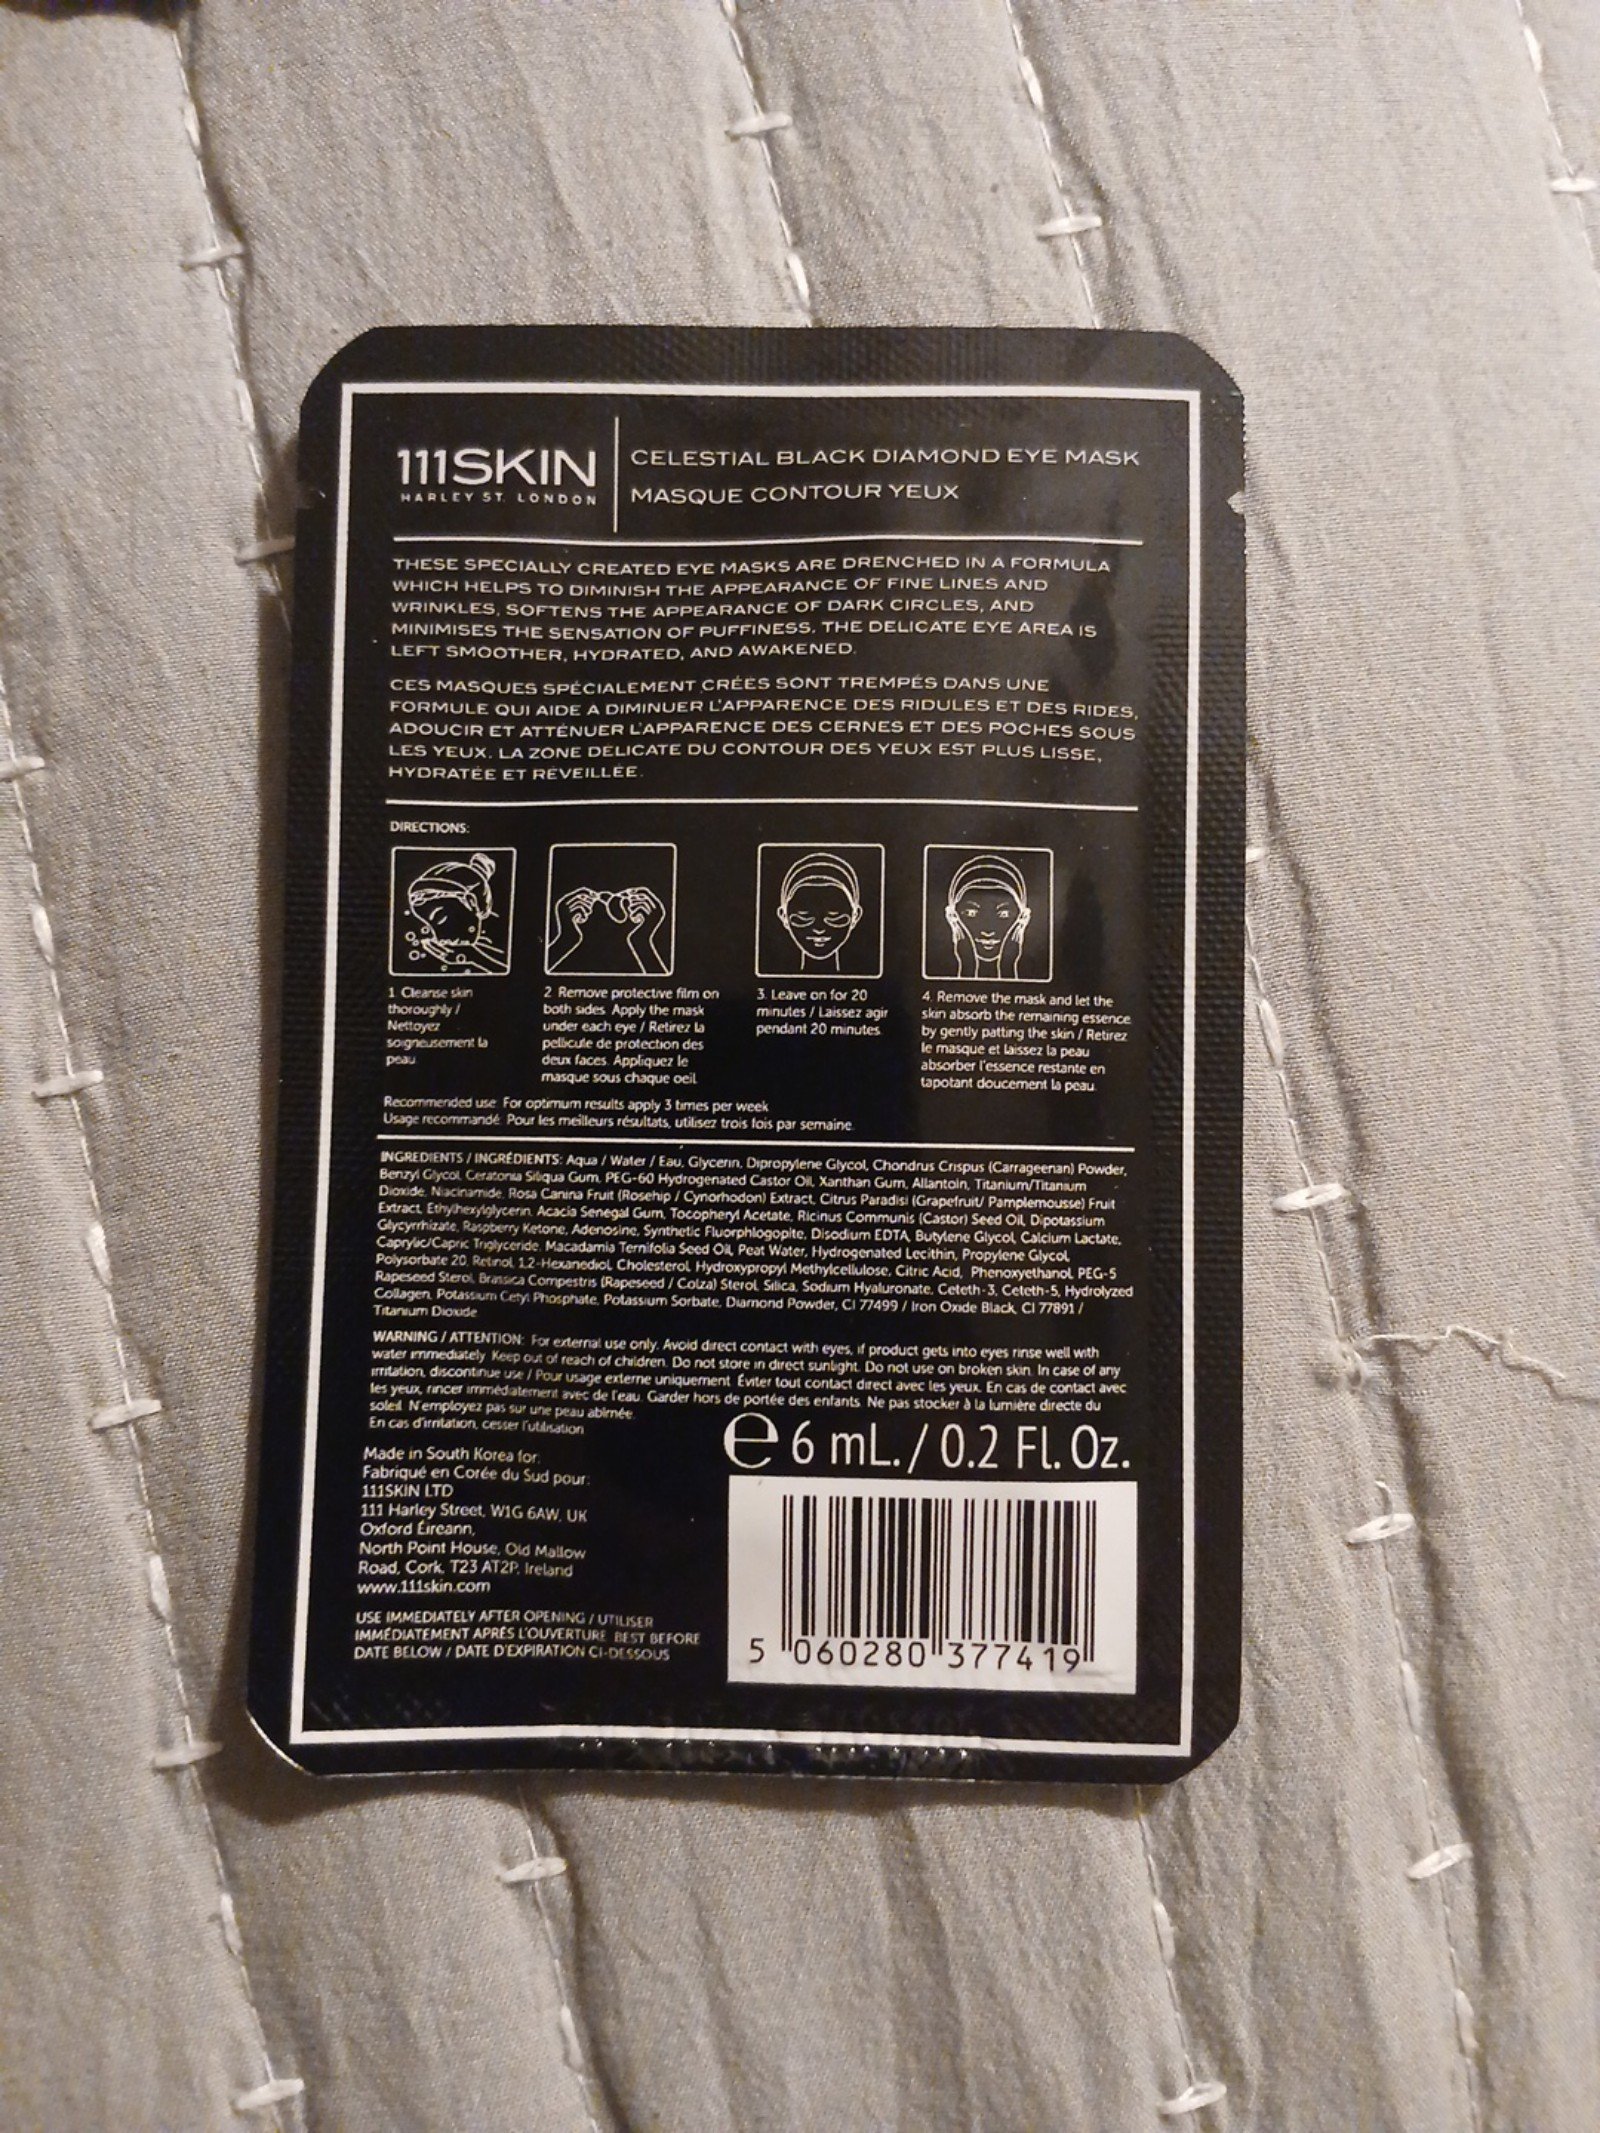 111SKIN
HARLEY ST. LONDON
CELESTIAL BLACK DIAMOND EYE MASK
MASQUE CONTOUR YEUX
THESE SPECIALLY CREATED EYE MASKS ARE DRENCHED IN A FORMULA
WHICH HELPS TO DIMINISH THE APPEARANCE OF FINE LINES AND
WRINKLES, SOFTENS THE APPEARANCE OF DARK CIRCLES, AND
MINIMISES THE SENSATION OF PUFFINESS. THE DELICATE EYE AREA IS
LEFT SMOOTHER, HYDRATED, AND AWAKENED.
CES MASQUES SPÉCIALEMENT CRÉES SONT TREMPÉS DANS UNE
FORMULE QUI AIDE A DIMINUER L'APPARENCE DES RIDULES ET DES RIDES,
ADOUCIR ET ATTÉNUER L'APPARENCE DES CERNES ET DES POCHES SOUS
LES YEUX. LA ZONE DÉLICATE DU CONTOUR DES YEUX EST PLUS LISSE,
HYDRATÉE ET RÉVEILLÉE.
DIRECTIONS:
1. Cleanse skin
thoroughly /
Nettoyez
soigneusement la
peau
2. Remove protective film on
both sides. Apply the mask
under each eye / Retirez la
pellicule de protection des
deux faces. Appliquez le
masque sous chaque oeil
3. Leave on for 20
minutes / Laissez agir
pendant 20 minutes.
4. Remove the mask and let the
skin absorb the remaining essence
by gently patting the skin / Retirez
le masque et laissez la peau
absorber l'essence restante en
tapotant doucement la peau.
Recommended use: For optimum results apply 3 times per week
Usage recommandé: Pour les meilleurs résultats, utilisez trois fois par semaine.
INGREDIENTS / INGRÉDIENTS: Aqua / Water / Eau, Glycerin, Dipropylene Glycol, Chondrus Crispus (Carrageenan) Powder,
Benzyl Glycol, Ceratonia Siliqua Gum, PEG-60 Hydrogenated Castor Oil, Xanthan Gum, Allantoin, Titanium/Titanium
Dioxide, Niacinamide, Rosa Canina Fruit (Rosehip / Cynorhodon) Extract, Citrus Paradisi (Grapefruit/ Pamplemousse) Fruit
Extract, Ethylhexylglycerin, Acacia Senegal Gum, Tocopheryl Acetate, Ricinus Communis (Castor) Seed Oil, Dipotassium
Glycyrrhizate, Raspberry Ketone, Adenosine, Synthetic Fluorphlogopite, Disodium EDTA, Butylene Glycol, Calcium Lactate,
Caprylic/Capric Triglyceride, Macadamia Ternifolia Seed Oil, Peat Water, Hydrogenated Lecithin, Propylene Glycol,
Polysorbate 20, Retinol, 1,2-Hexanediol, Cholesterol, Hydroxypropyl Methylcellulose, Citric Acid, Phenoxyethanol, PEG-5
Rapeseed Sterol, Brassica Compestris (Rapeseed / Colza) Sterol, Silica, Sodium Hyaluronate, Ceteth-3, Ceteth-5, Hydrolyzed
Collagen, Potassium Cetyl Phosphate, Potassium Sorbate, Diamond Powder, CI 77499 / Iron Oxide Black, CI 77891 /
Titanium Dioxide
WARNING / ATTENTION: For external use only. Avoid direct contact with eyes, if product gets into eyes rinse well with
water immediately. Keep out of reach of children. Do not store in direct sunlight. Do not use on broken skin. In case of any
irritation, discontinue use / Pour usage externe uniquement. Éviter tout contact direct avec les yeux. En cas de contact avec
les yeux, rincer immédiatement avec de l'eau. Garder hors de portée des enfants. Ne pas stocker à la lumière directe du
soleil. N'employez pas sur une peau abîmée.
En cas d'irritation, cesser l'utilisation
℮ 6 mL. / 0.2 Fl. Oz.
Made in South Korea for:
Fabriqué en Corée du Sud pour:
111SKIN LTD
111 Harley Street, W1G 6AW, UK
Oxford Éireann,
North Point House, Old Mallow
Road, Cork, T23 AT2P, Ireland
www.111skin.com
USE IMMEDIATELY AFTER OPENING / UTILISER
IMMÉDIATEMENT APRÈS L'OUVERTURE BEST BEFORE
DATE BELOW / DATE D'EXPIRATION CI-DESSOUS
5 060280 377419